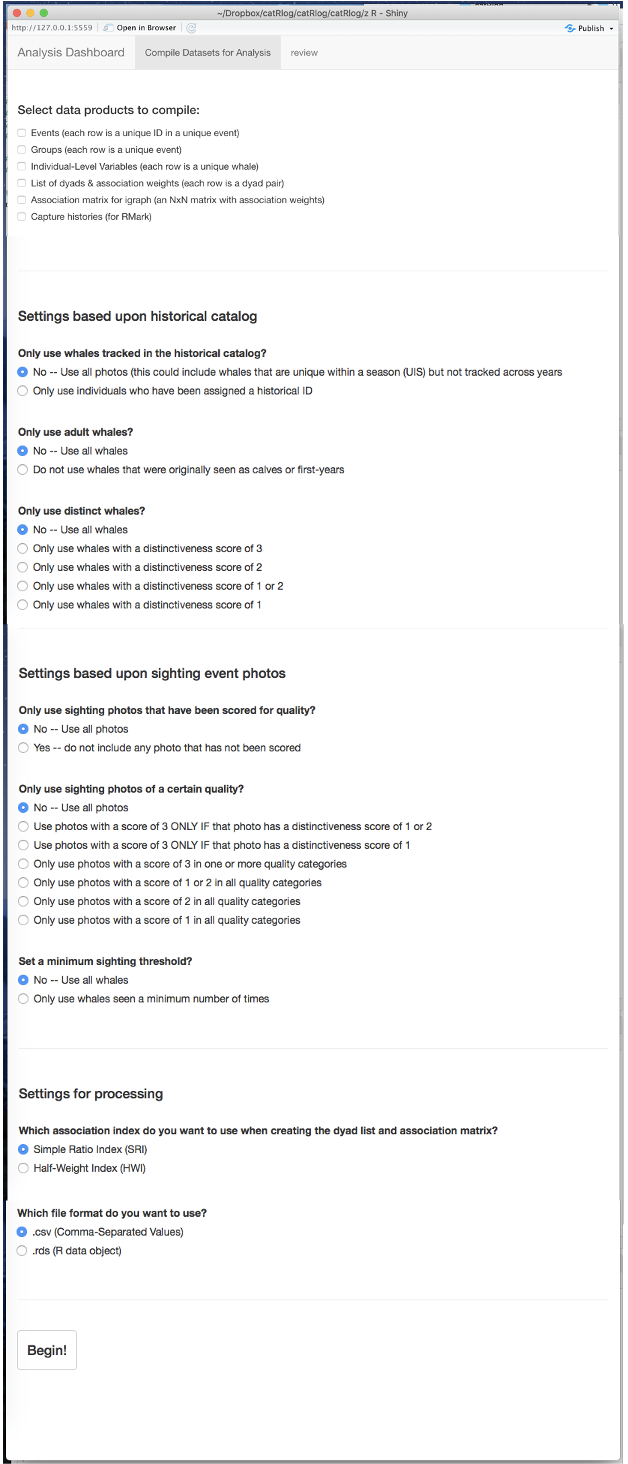 ~/Dropbox/catRlog/catRlog/catRlog/z R - Shiny
http://127.0.0.1:5559 Open in Browser Publish
Analysis Dashboard Compile Datasets for Analysis review
Select data products to compile:
Events (each row is a unique ID in a unique event)
Groups (each row is a unique event)
Individual-Level Variables (each row is a unique whale)
List of dyads & association weights (each row is a dyad pair)
Association matrix for igraph (an NxN matrix with association weights)
Capture histories (for RMark)
Settings based upon historical catalog
Only use whales tracked in the historical catalog?
No -- Use all photos (this could include whales that are unique within a season (UIS) but not tracked across years
Only use individuals who have been assigned a historical ID
Only use adult whales?
No -- Use all whales
Do not use whales that were originally seen as calves or first-years
Only use distinct whales?
No -- Use all whales
Only use whales with a distinctiveness score of 3
Only use whales with a distinctiveness score of 2
Only use whales with a distinctiveness score of 1 or 2
Only use whales with a distinctiveness score of 1
Settings based upon sighting event photos
Only use sighting photos that have been scored for quality?
No -- Use all photos
Yes -- do not include any photo that has not been scored
Only use sighting photos of a certain quality?
No -- Use all photos
Use photos with a score of 3 ONLY IF that photo has a distinctiveness score of 1 or 2
Use photos with a score of 3 ONLY IF that photo has a distinctiveness score of 1
Only use photos with a score of 3 in one or more quality categories
Only use photos with a score of 1 or 2 in all quality categories
Only use photos with a score of 2 in all quality categories
Only use photos with a score of 1 in all quality categories
Set a minimum sighting threshold?
No -- Use all whales
Only use whales seen a minimum number of times
Settings for processing
Which association index do you want to use when creating the dyad list and association matrix?
Simple Ratio Index (SRI)
Half-Weight Index (HWI)
Which file format do you want to use?
.csv (Comma-Separated Values)
.rds (R data object)
Begin!